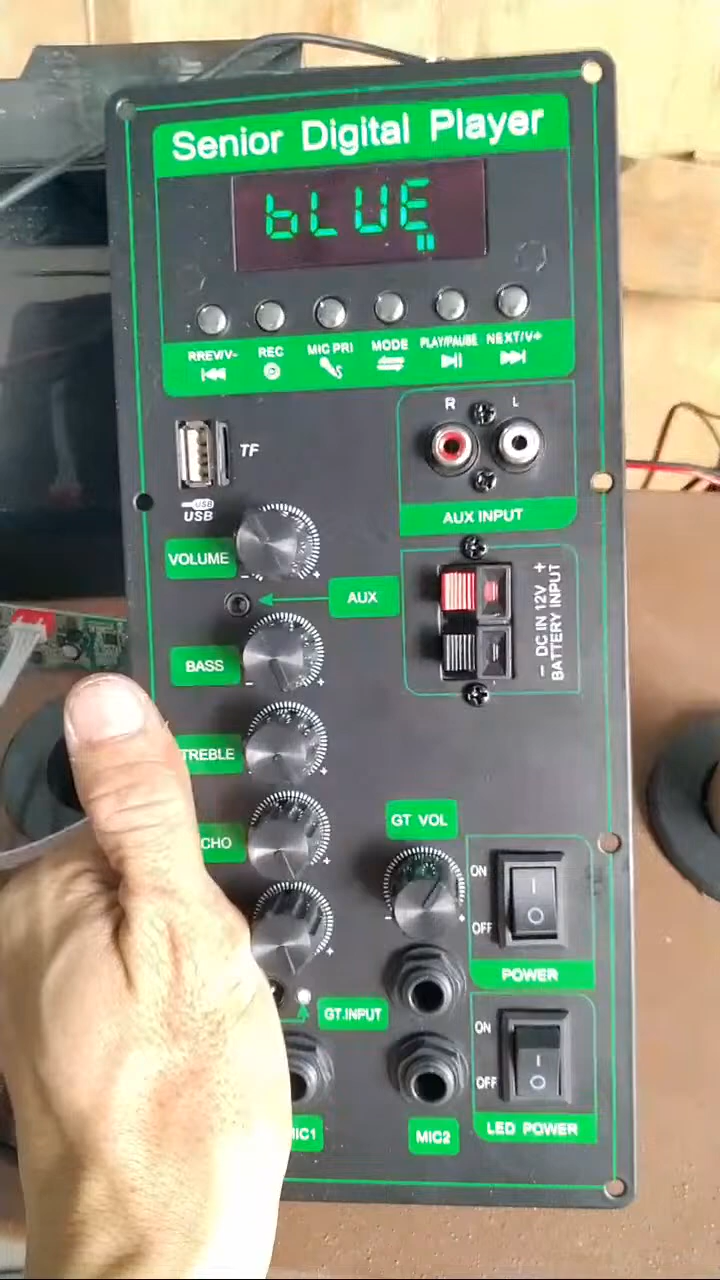 Senior Digital Player
bLUE
RREV/V-
REC
MIC PRI
MODE
PLAY/PAUSE
NEXT/V+
TF
USB
USB
R
L
AUX INPUT
VOLUME
- +
AUX
- DC IN 12V +
BATTERY INPUT
BASS
- +
TREBLE
+
CHO
+
GT VOL
- +
+
ON
OFF
POWER
GT.INPUT
ON
OFF
LED POWER
MIC1
MIC2